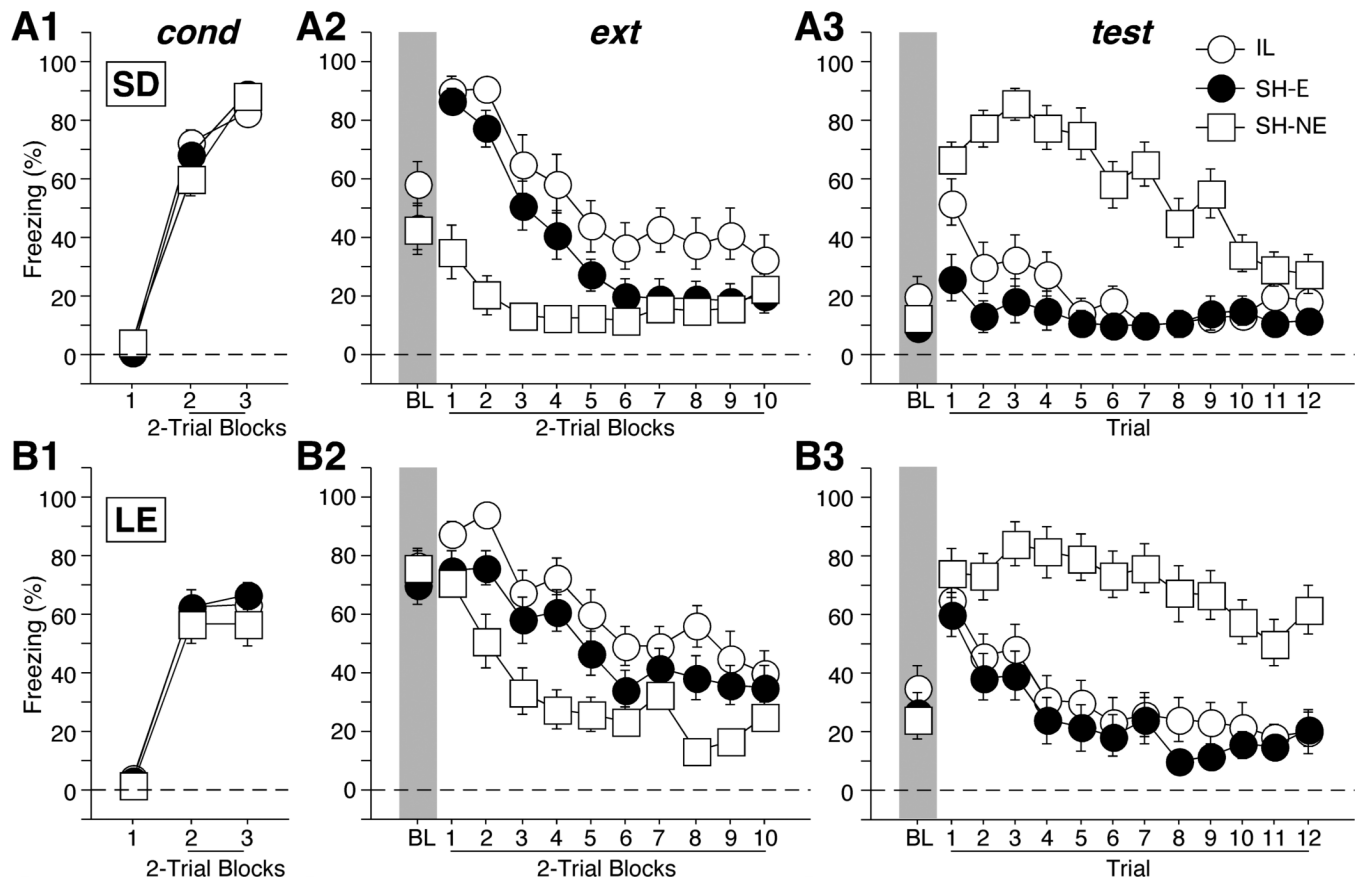 A1 cond A2 ext A3 test
IL
SH-E
SH-NE
SD
Freezing (%)
100
80
60
40
20
0
1 2 3
2-Trial Blocks
100
80
60
40
20
0
BL 1 2 3 4 5 6 7 8 9 10
2-Trial Blocks
100
80
60
40
20
0
BL 1 2 3 4 5 6 7 8 9 10 11 12
Trial
B1 B2 B3
LE
Freezing (%)
100
80
60
40
20
0
1 2 3
2-Trial Blocks
100
80
60
40
20
0
BL 1 2 3 4 5 6 7 8 9 10
2-Trial Blocks
100
80
60
40
20
0
BL 1 2 3 4 5 6 7 8 9 10 11 12
Trial